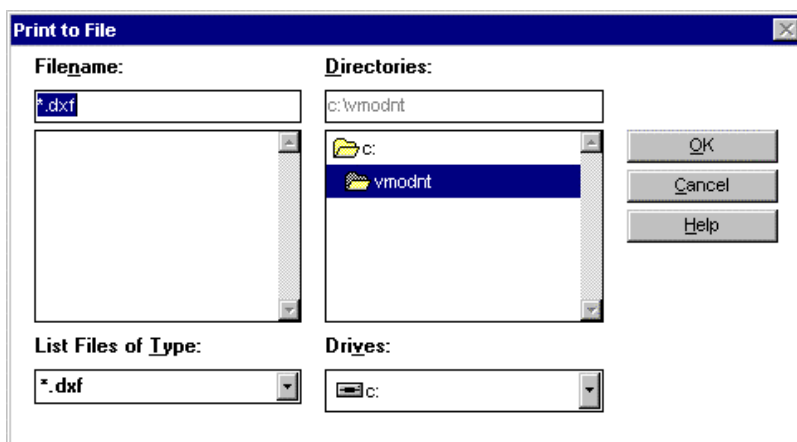 Print to File
Filename:
Directories:
*.dxf
c:\vmodnt
c:
vmodnt
OK
Cancel
Help
List Files of Type:
Drives:
*.dxf
c: